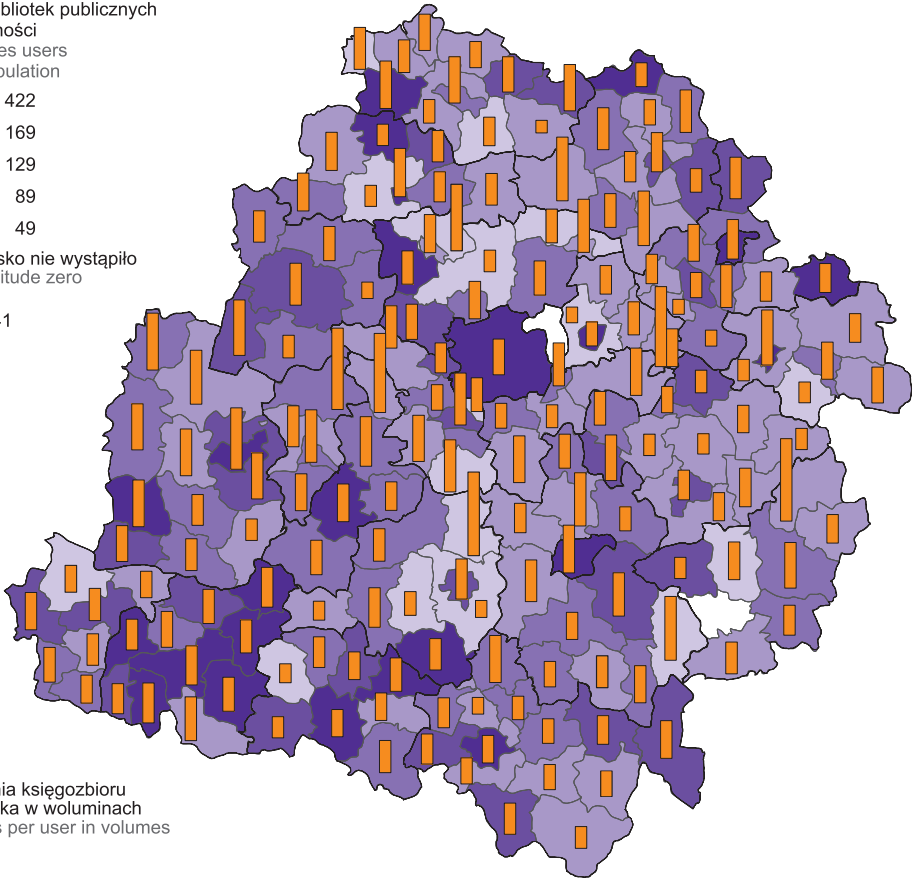 bliotek publicznych
ności
es users
pulation
422
169
129
89
49
sko nie wystąpiło
itude zero
41
nia księgozbioru
ka w woluminach
s per user in volumes